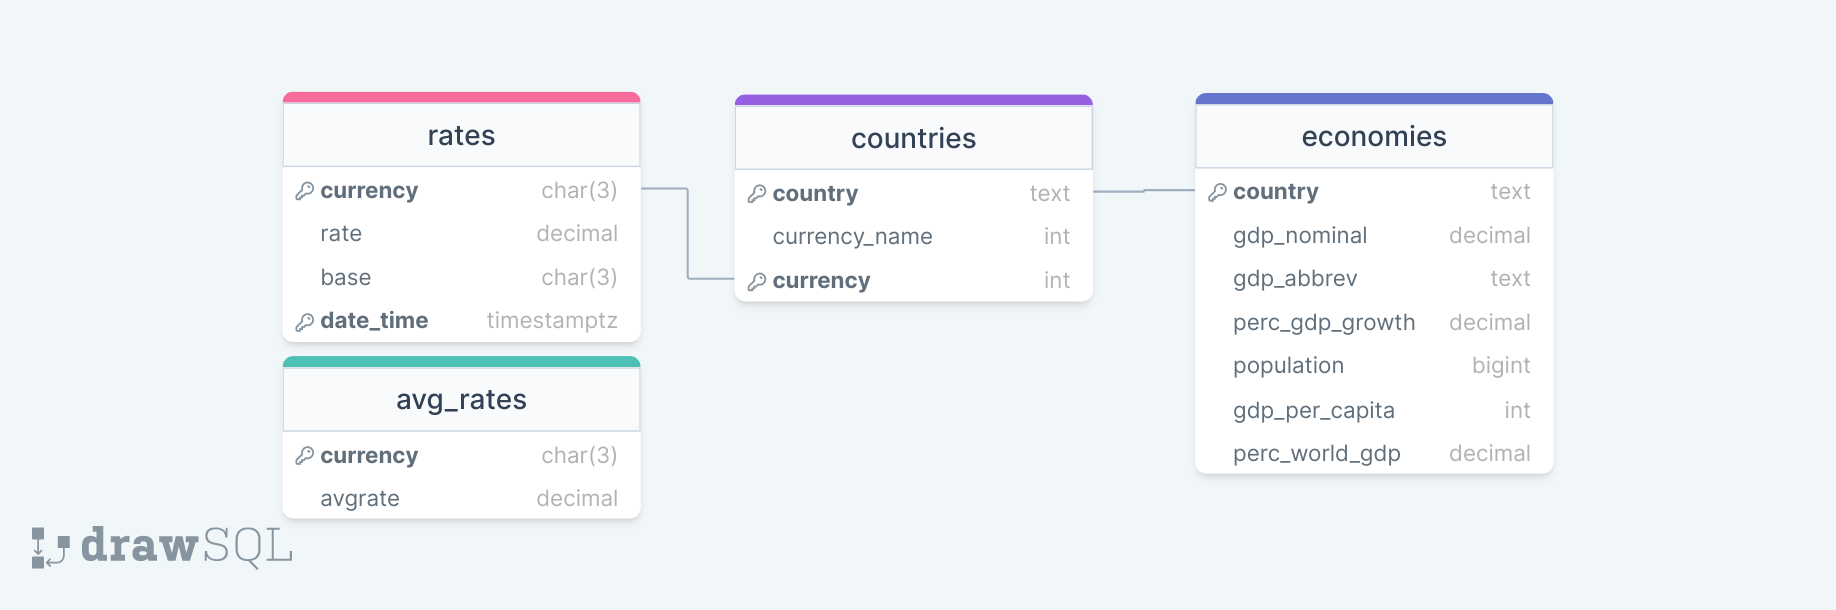 rates
currency char(3)
rate decimal
base char(3)
date_time timestamptz
avg_rates
currency char(3)
avgrate decimal
countries
country text
currency_name int
currency int
economies
country text
gdp_nominal decimal
gdp_abbrev text
perc_gdp_growth decimal
population bigint
gdp_per_capita int
perc_world_gdp decimal
drawSQL